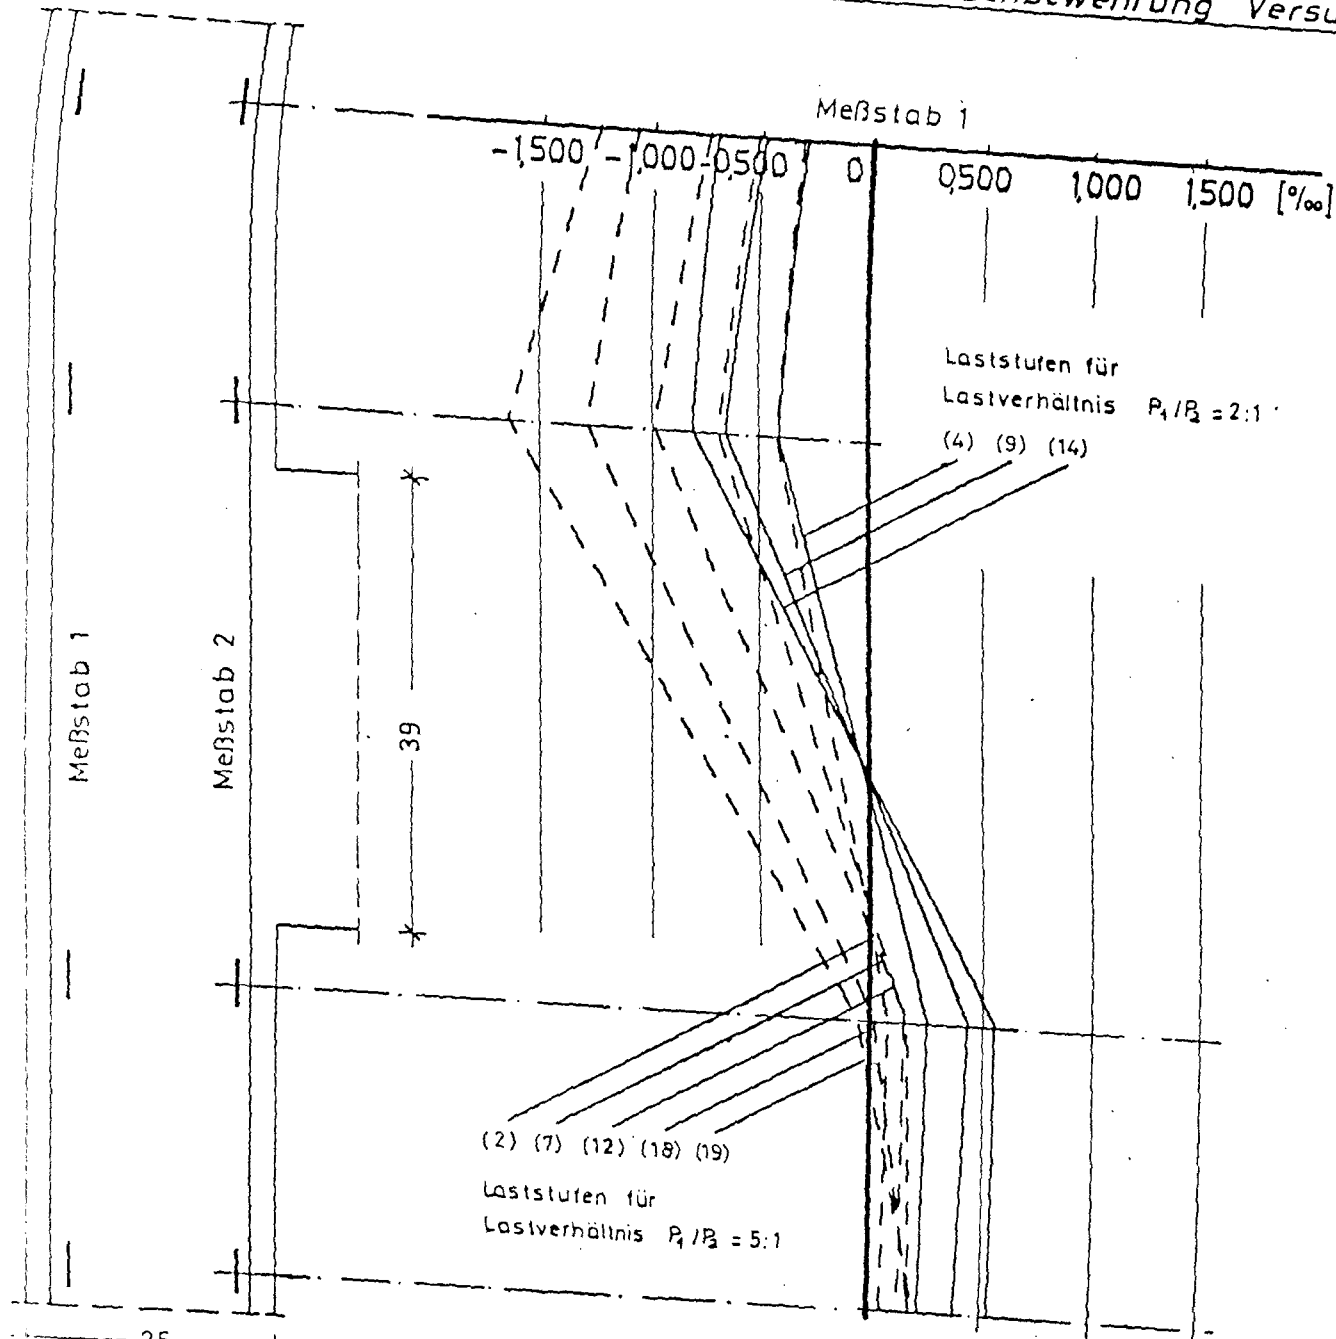 Versu
Meßstab 1
-1,500 -1,000 -0,500 0 0,500 1,000 1,500 [‰]
Laststufen für
Lastverhältnis P₁/P₂ = 2:1
(4) (9) (14)
Meßstab 1
Meßstab 2
39
(2) (7) (12) (18) (19)
Laststufen für
Lastverhältnis P₁/P₂ = 5:1